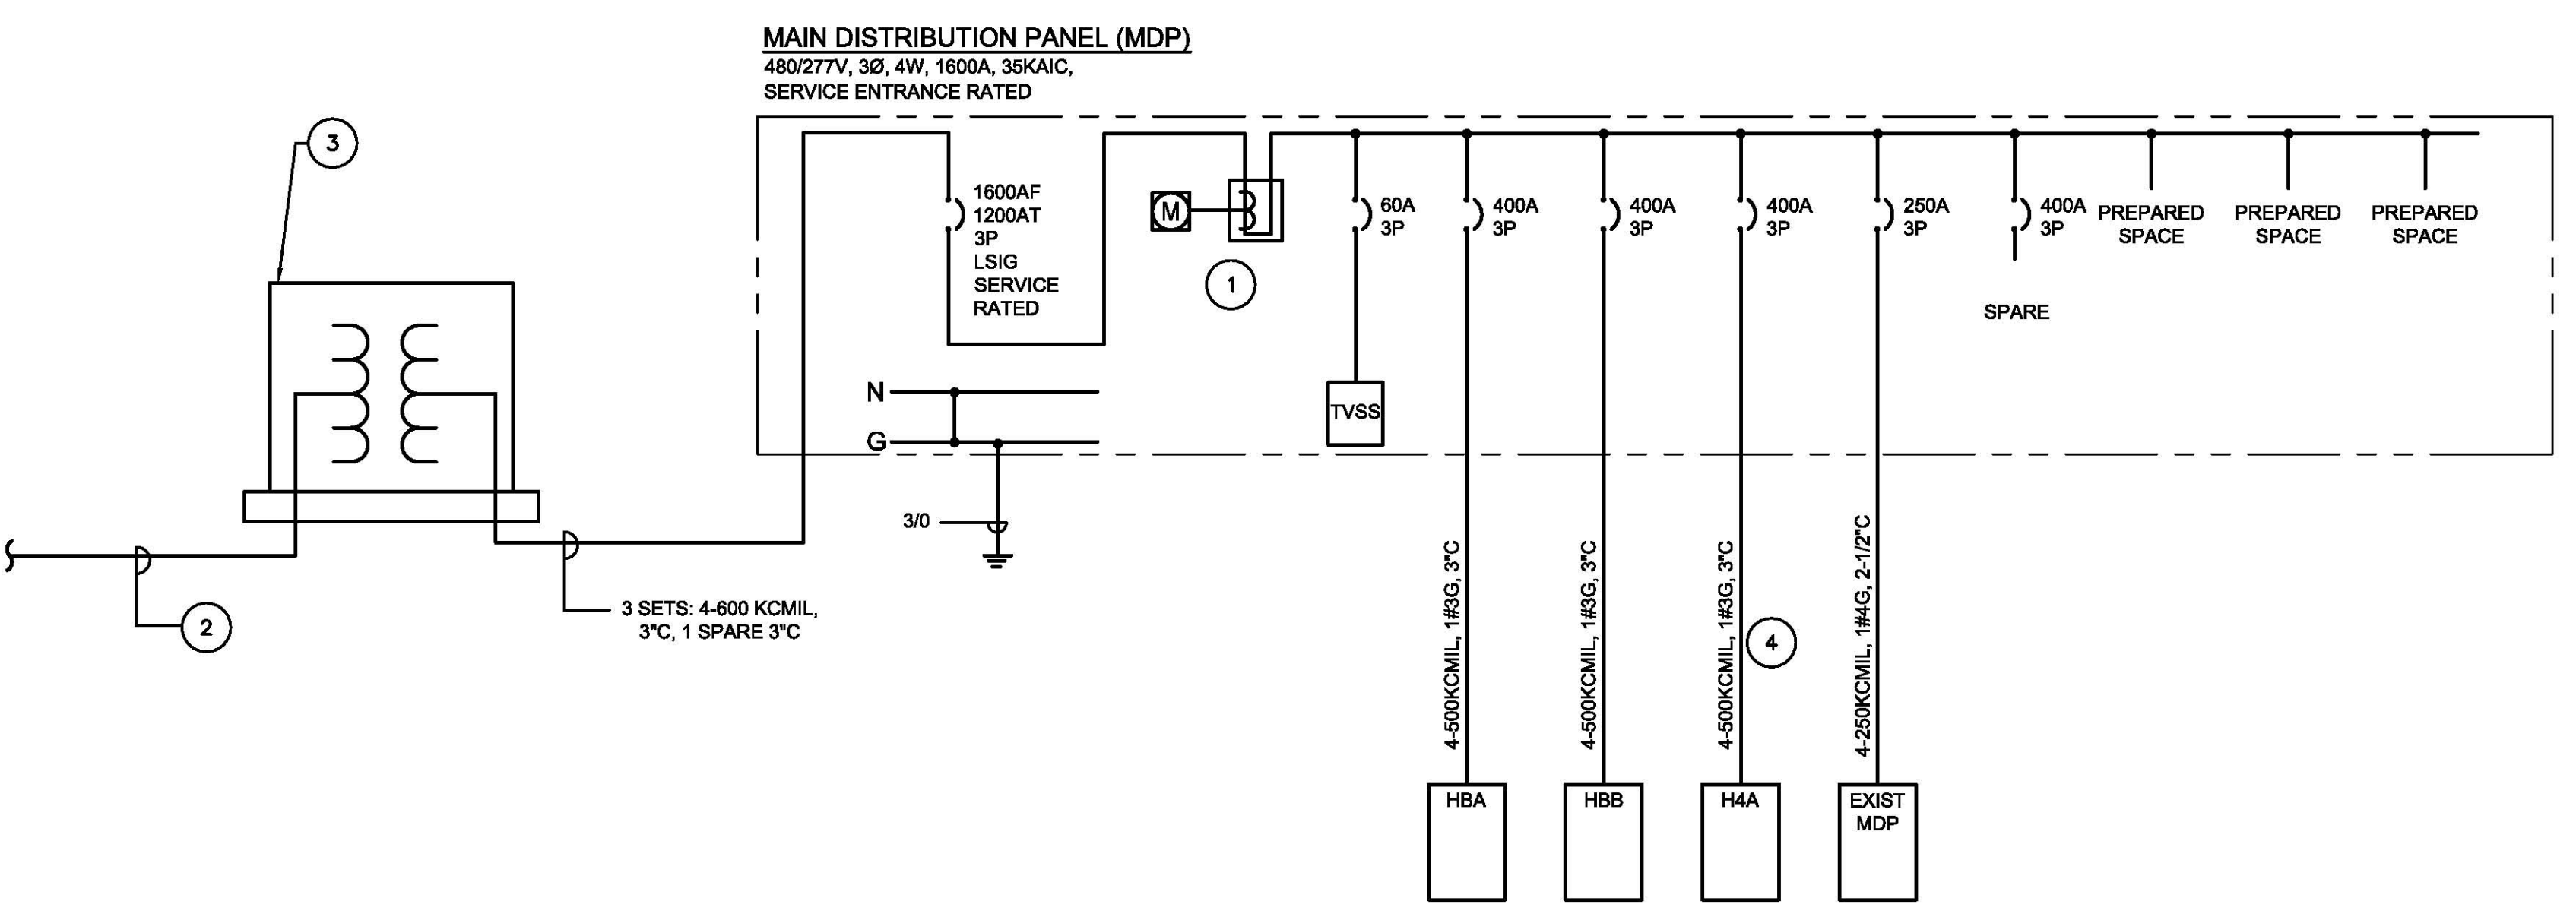 MAIN DISTRIBUTION PANEL (MDP)
480/277V, 3Ø, 4W, 1600A, 35KAIC,
SERVICE ENTRANCE RATED
3
1600AF
1200AT
3P
LSIG
SERVICE
RATED
M
1
60A
3P
400A
3P
400A
3P
400A
3P
250A
3P
400A
3P
SPARE
PREPARED
SPACE
PREPARED
SPACE
PREPARED
SPACE
N
G
TVSS
3/0
2
3 SETS: 4-600 KCMIL,
3"C, 1 SPARE 3"C
4-500KCMIL, 1#3G, 3"C
4-500KCMIL, 1#3G, 3"C
4-500KCMIL, 1#3G, 3"C
4
4-250KCMIL, 1#4G, 2-1/2"C
HBA
HBB
H4A
EXIST
MDP